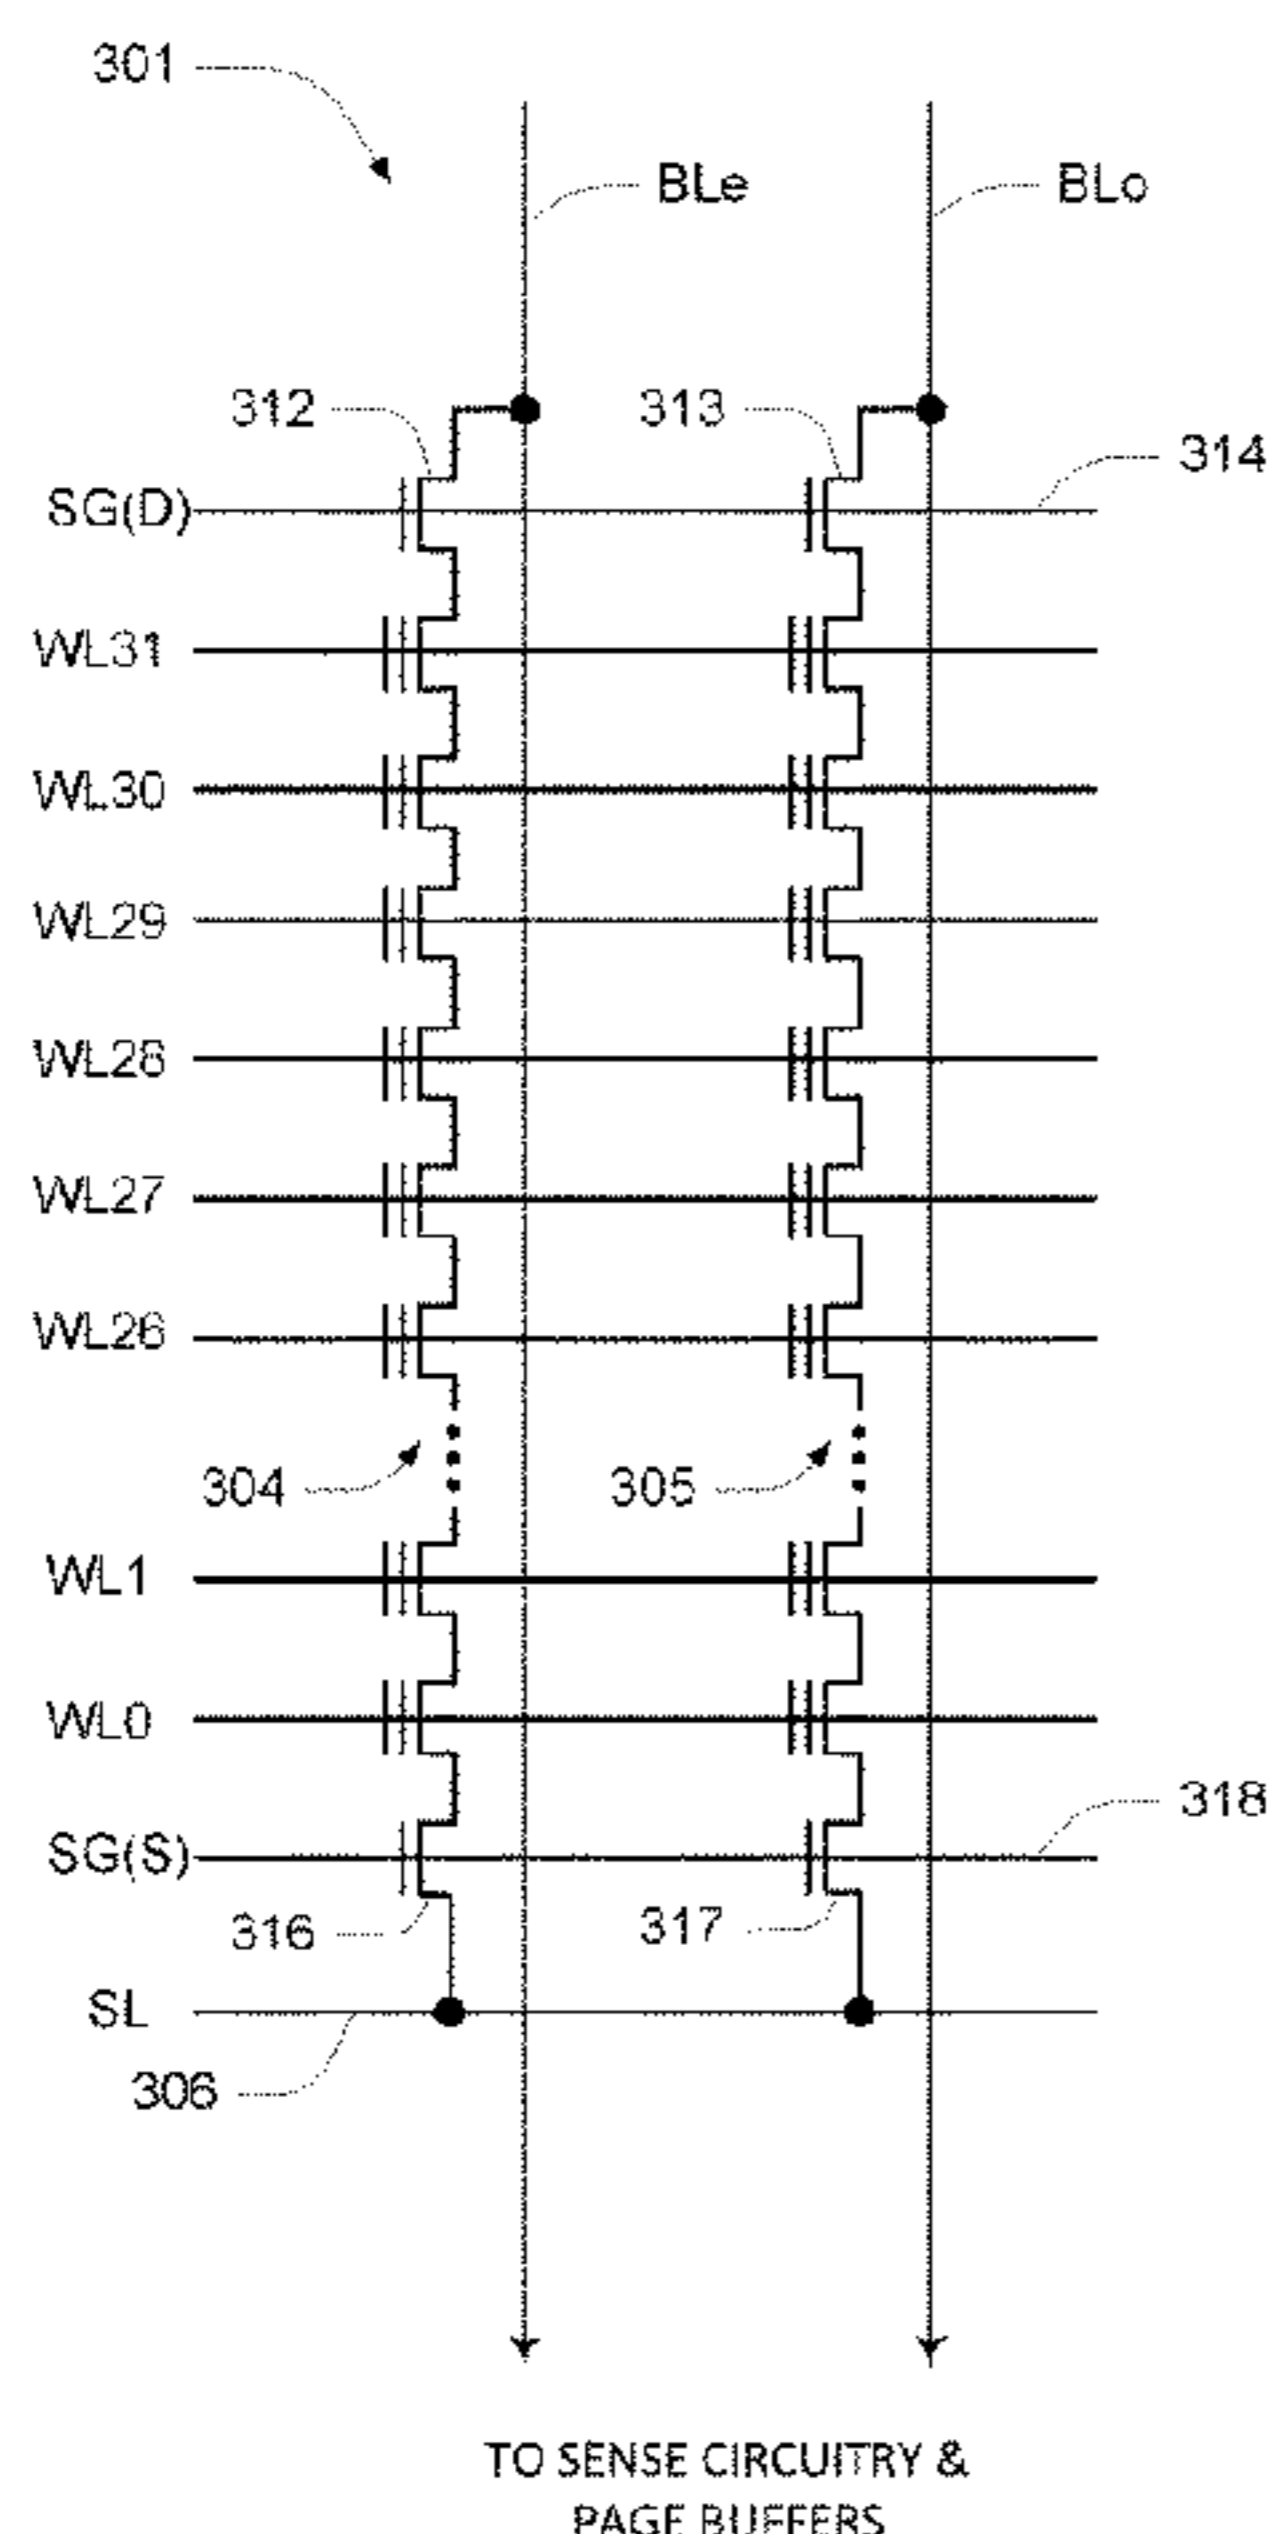 301
BLe
BLo
312
313
314
SG(D)
WL31
WL30
WL29
WL28
WL27
WL26
304
305
WL1
WL0
318
SG(S)
316
317
SL
306
TO SENSE CIRCUITRY &
PAGE BUFFERS